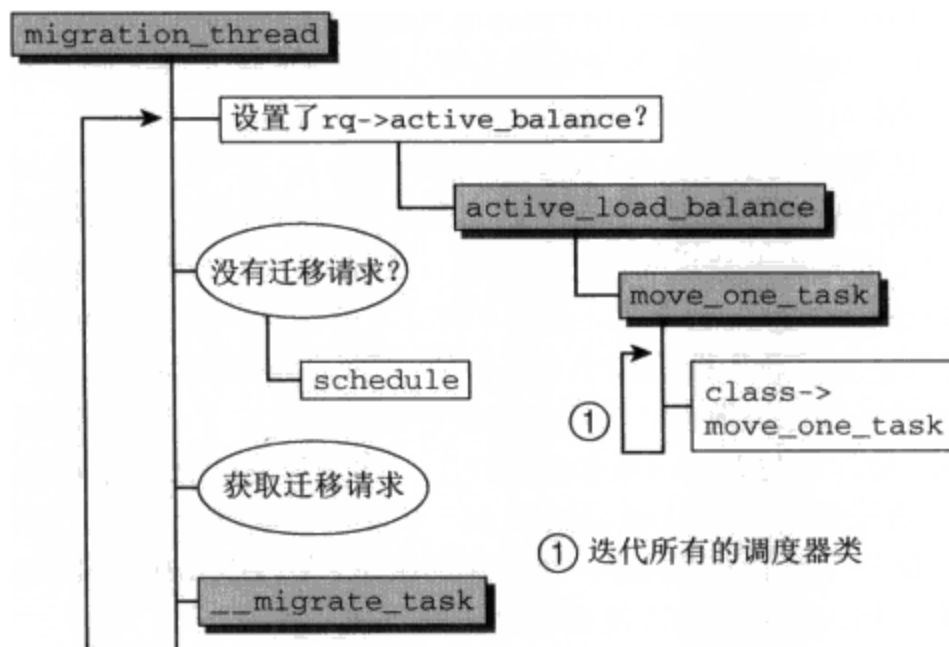 migration_thread
设置了rq->active_balance?
active_load_balance
没有迁移请求?
move_one_task
schedule
class->
move_one_task
①
获取迁移请求
① 迭代所有的调度器类
__migrate_task